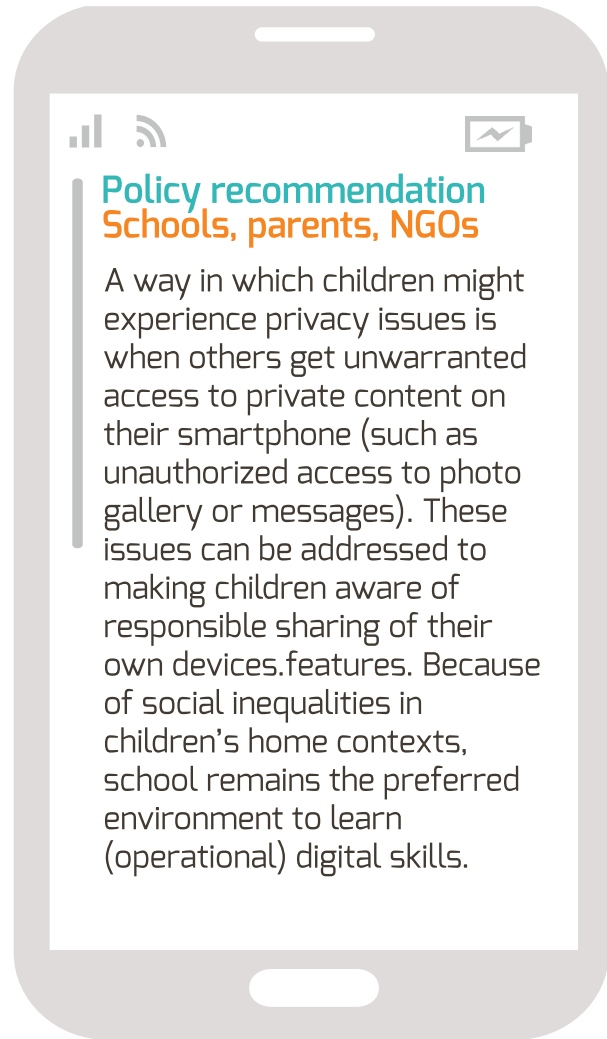 Policy recommendation
Schools, parents, NGOs
A way in which children might
experience privacy issues is
when others get unwarranted
access to private content on
their smartphone (such as
unauthorized access to photo
gallery or messages). These
issues can be addressed to
making children aware of
responsible sharing of their
own devices.features. Because
of social inequalities in
children’s home contexts,
school remains the preferred
environment to learn
(operational) digital skills.